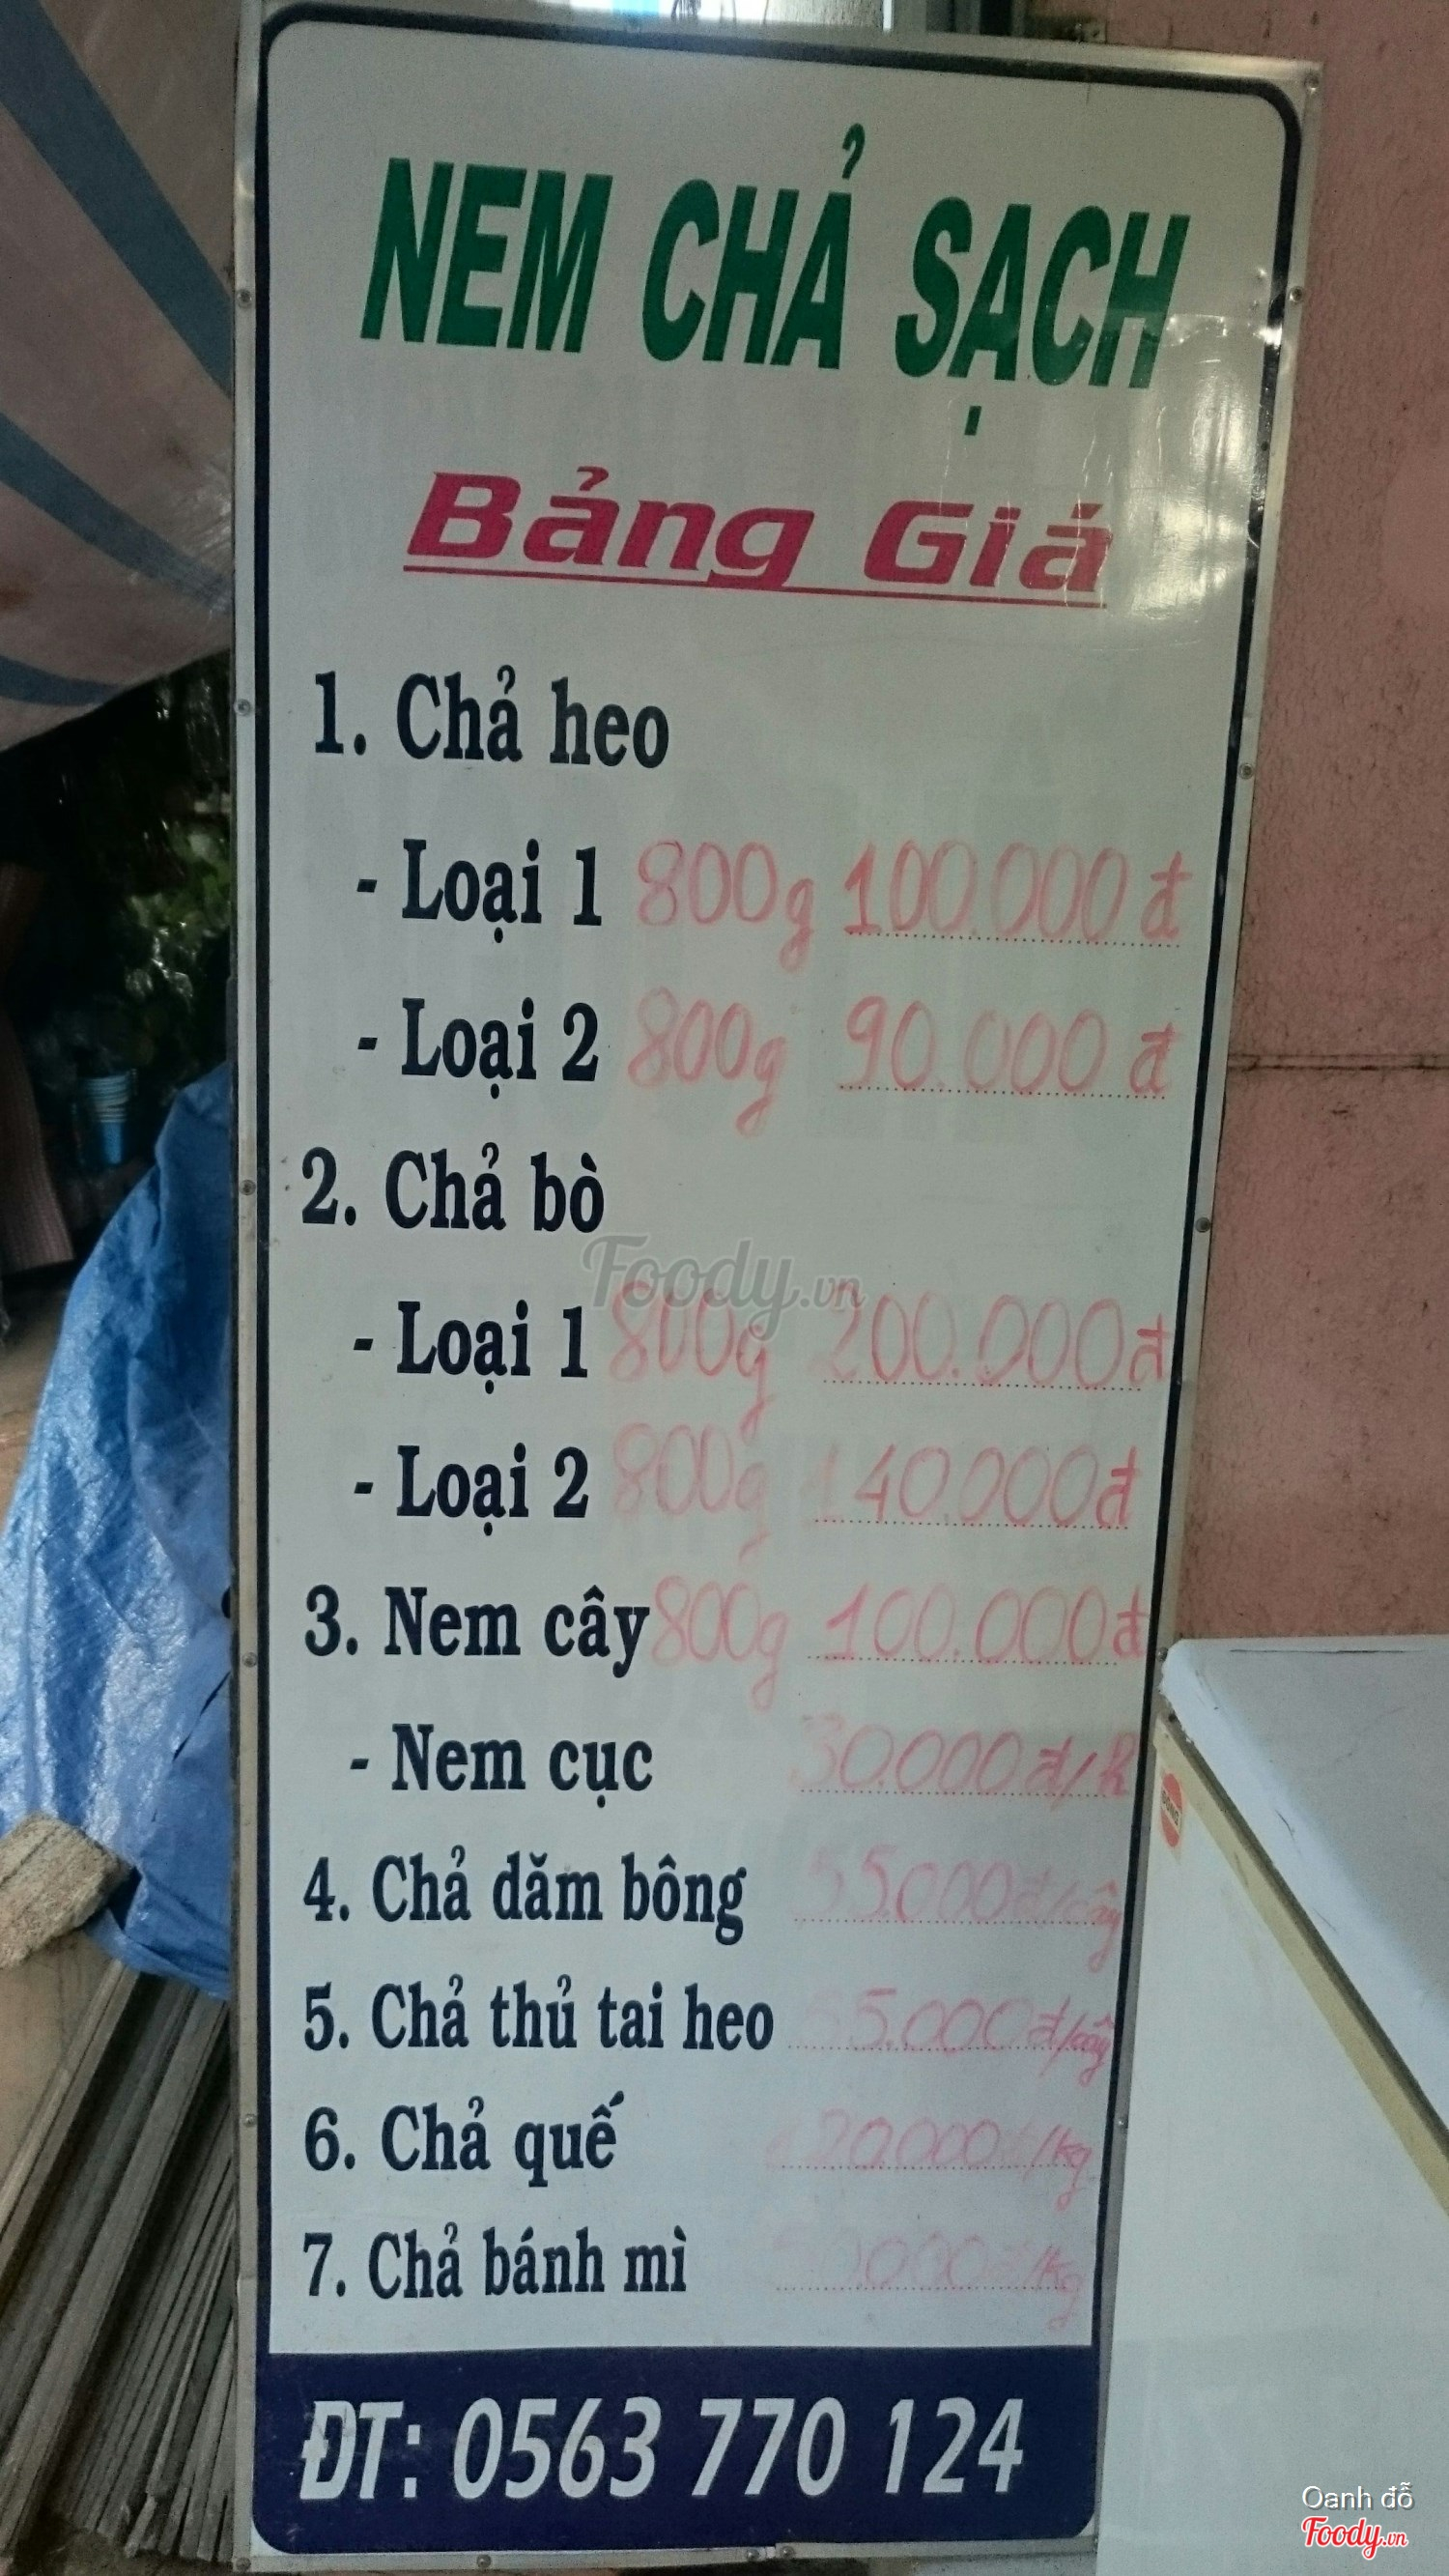 NEM CHẢ SẠCH
Bảng Giá
1. Chả heo
- Loại 1 800g 100.000đ
- Loại 2 800g 90.000đ
2. Chả bò
- Loại 1 800g 200.000đ
- Loại 2 800g 140.000đ
3. Nem cây 800g 100.000đ
- Nem cục 30.000đ/k
4. Chả dăm bông
5. Chả thủ tai heo
6. Chả quế
7. Chả bánh mì
ĐT: 0563 770 124
Foody.vn
Oanh đỗ
Foody.vn